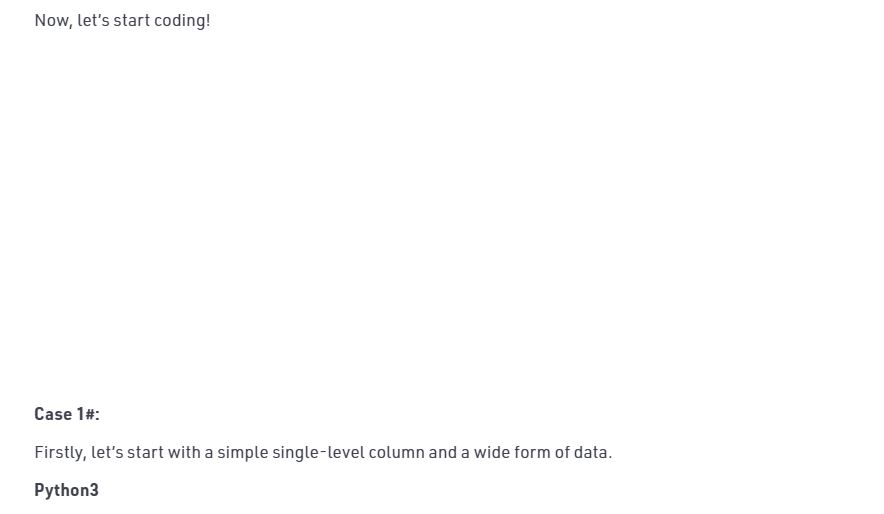 Now, let’s start coding!
Case 1#:
Firstly, let’s start with a simple single-level column and a wide form of data.
Python3